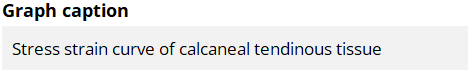 Graph caption
Stress strain curve of calcaneal tendinous tissue